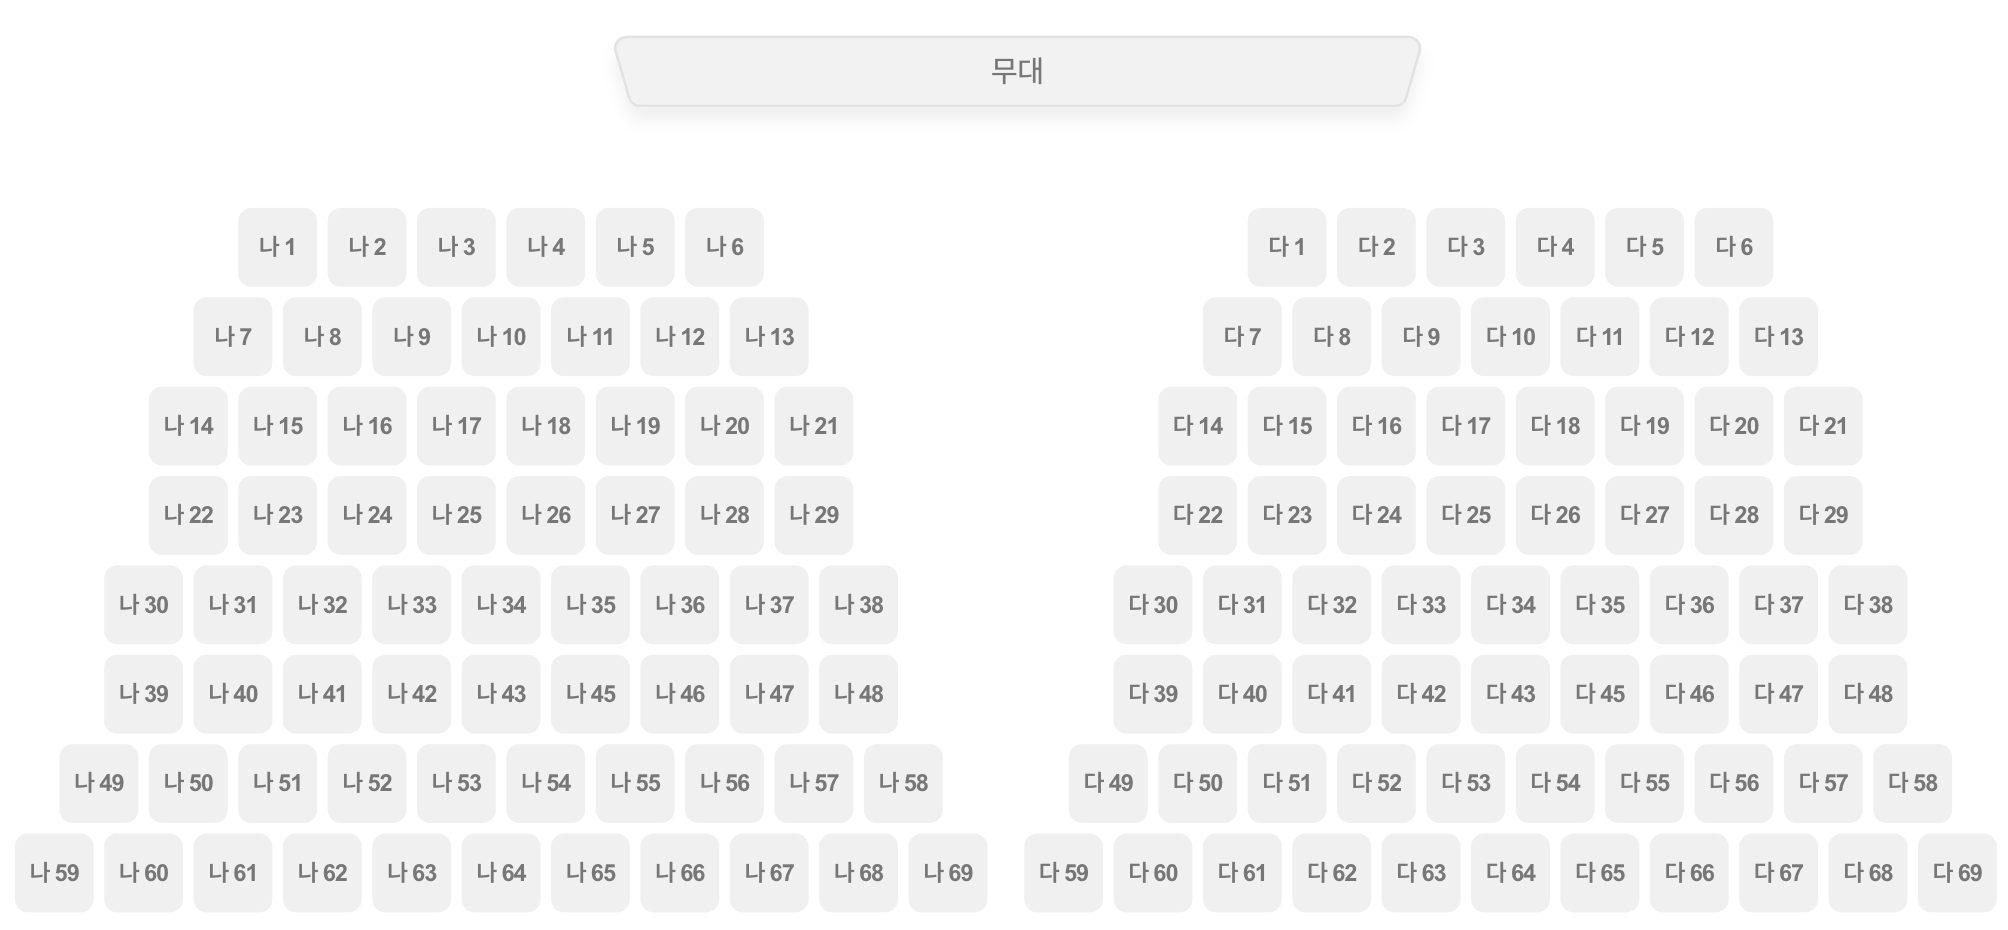 무대
나 1 나 2 나 3 나 4 나 5 나 6 다 1 다 2 다 3 다 4 다 5 다 6
나 7 나 8 나 9 나 10 나 11 나 12 나 13 다 7 다 8 다 9 다 10 다 11 다 12 다 13
나 14 나 15 나 16 나 17 나 18 나 19 나 20 나 21 다 14 다 15 다 16 다 17 다 18 다 19 다 20 다 21
나 22 나 23 나 24 나 25 나 26 나 27 나 28 나 29 다 22 다 23 다 24 다 25 다 26 다 27 다 28 다 29
나 30 나 31 나 32 나 33 나 34 나 35 나 36 나 37 나 38 다 30 다 31 다 32 다 33 다 34 다 35 다 36 다 37 다 38
나 39 나 40 나 41 나 42 나 43 나 45 나 46 나 47 나 48 다 39 다 40 다 41 다 42 다 43 다 45 다 46 다 47 다 48
나 49 나 50 나 51 나 52 나 53 나 54 나 55 나 56 나 57 나 58 다 49 다 50 다 51 다 52 다 53 다 54 다 55 다 56 다 57 다 58
나 59 나 60 나 61 나 62 나 63 나 64 나 65 나 66 나 67 나 68 나 69 다 59 다 60 다 61 다 62 다 63 다 64 다 65 다 66 다 67 다 68 다 69